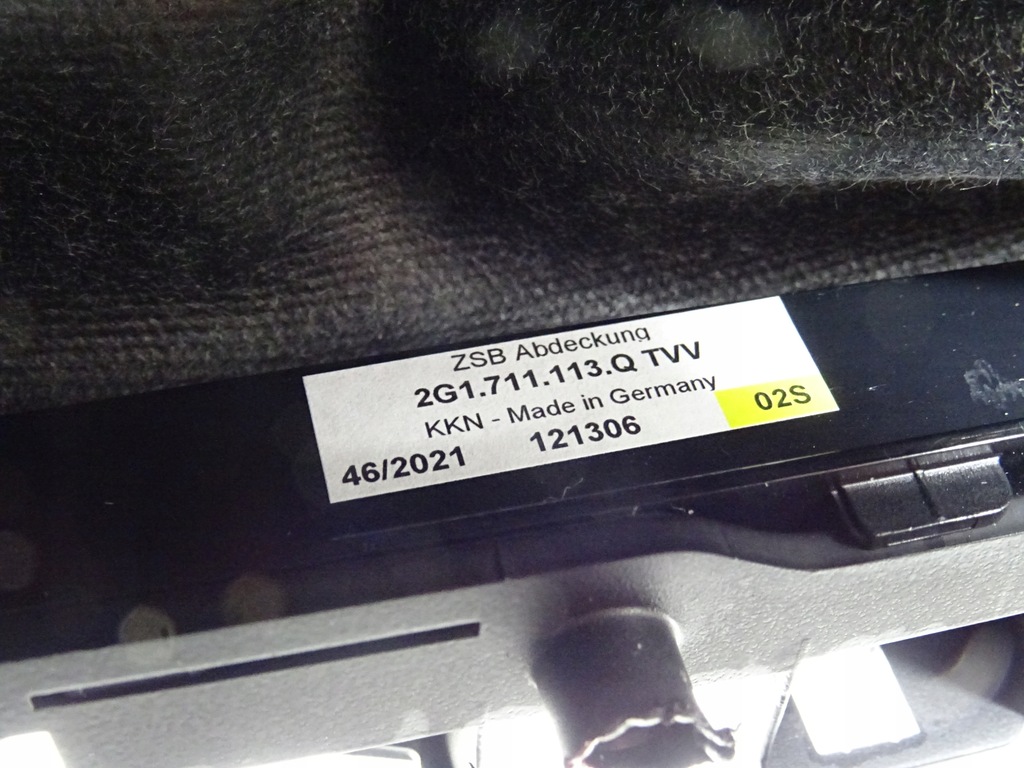 ZSB Abdeckung
2G1.711.113.Q TVV
KKN - Made in Germany
02S
46/2021 121306